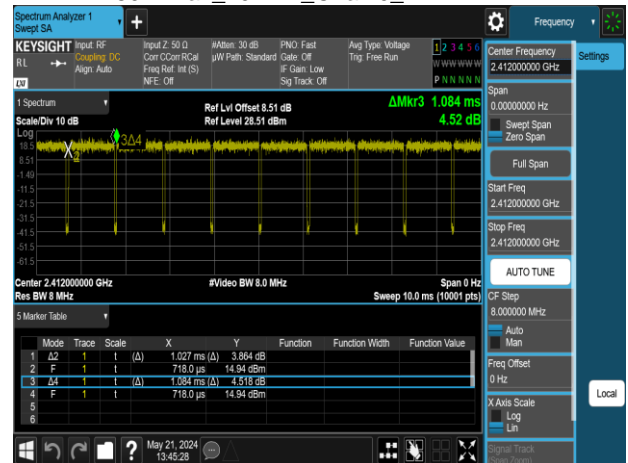 Spectrum Analyzer 1
Swept SA
Frequency
KEYSIGHT
RL
LXI
Input: RF
Coupling: DC
Align: Auto
Input Z: 50 Ω
Corr CCorr RCal
Freq Ref: Int (S)
NFE: Off
#Atten: 30 dB
µW Path: Standard
PNO: Fast
Gate: Off
IF Gain: Low
Sig Track: Off
Avg Type: Voltage
Trig: Free Run
1 2 3 4 5 6
W W W W W W
P N N N N N
Center Frequency
2.412000000 GHz
Settings
1 Spectrum
Scale/Div 10 dB
Ref Lvl Offset 8.51 dB
Ref Level 28.51 dBm
ΔMkr3 1.084 ms
4.52 dB
Span
0.00000000 Hz
Swept Span
Zero Span
Full Span
Start Freq
2.412000000 GHz
Stop Freq
2.412000000 GHz
AUTO TUNE
CF Step
8.000000 MHz
Auto
Man
Freq Offset
0 Hz
X Axis Scale
Log
Lin
Signal Track
(Span Zoom)
Local
Log
18.5
8.51
-1.49
-11.5
-21.5
-31.5
-41.5
-51.5
-61.5
3Δ4
X2
Center 2.412000000 GHz
#Video BW 8.0 MHz
Span 0 Hz
Res BW 8 MHz
Sweep 10.0 ms (10001 pts)
5 Marker Table
Mode Trace Scale X Y Function Function Width Function Value
1 Δ2 1 t (Δ) 1.027 ms (Δ) 3.864 dB
2 F 1 t 718.0 µs 14.94 dBm
3 Δ4 1 t (Δ) 1.084 ms (Δ) 4.518 dB
4 F 1 t 718.0 µs 14.94 dBm
5
6
?
May 21, 2024
13:45:28